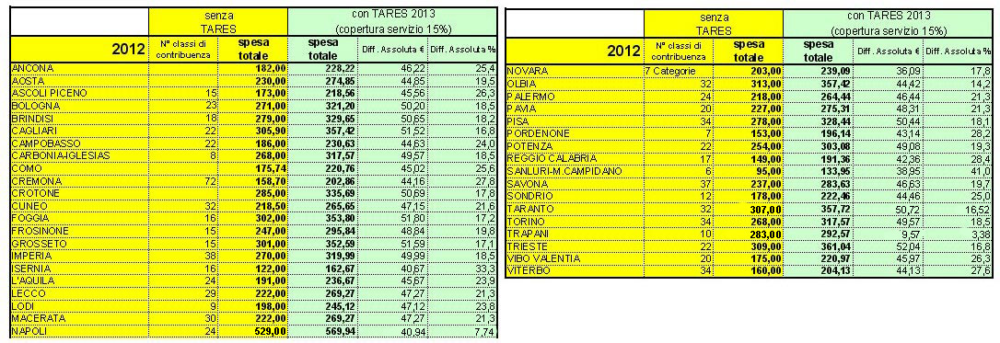 senza con TARES 2013
TARES (copertura servizio 15%)
2012 N° classi di contribuenza spesa totale spesa totale Diff. Assoluta € Diff. Assoluta %
ANCONA 182,00 228,22 46,22 25,4
AOSTA 230,00 274,85 44,85 19,5
ASCOLI PICENO 15 173,00 218,56 45,56 26,3
BOLOGNA 23 271,00 321,20 50,20 18,5
BRINDISI 18 279,00 329,65 50,65 18,2
CAGLIARI 22 305,90 357,42 51,52 16,8
CAMPOBASSO 22 186,00 230,63 44,63 24,0
CARBONIA-IGLESIAS 8 268,00 317,57 49,57 18,5
COMO 175,74 220,76 45,02 25,6
CREMONA 72 158,70 202,86 44,16 27,8
CROTONE 285,00 335,69 50,69 17,8
CUNEO 32 218,50 265,65 47,15 21,6
FOGGIA 16 302,00 353,80 51,80 17,2
FROSINONE 15 247,00 295,84 48,84 19,8
GROSSETO 15 301,00 352,59 51,59 17,1
IMPERIA 38 270,00 319,99 49,99 18,5
ISERNIA 16 122,00 162,67 40,67 33,3
L'AQUILA 24 191,00 236,67 45,67 23,9
LECCO 29 222,00 269,27 47,27 21,3
LODI 9 198,00 245,12 47,12 23,8
MACERATA 30 222,00 269,27 47,27 21,3
NAPOLI 24 529,00 569,94 40,94 7,74
senza con TARES 2013
TARES (copertura servizio 15%)
2012 N° classi di contribuenza spesa totale spesa totale Diff. Assoluta € Diff. Assoluta %
NOVARA 7 Categorie 203,00 239,09 36,09 17,8
OLBIA 32 313,00 357,42 44,42 14,2
PALERMO 24 218,00 264,44 46,44 21,3
PAVIA 20 227,00 275,31 48,31 21,3
PISA 34 278,00 328,44 50,44 18,1
PORDENONE 7 153,00 196,14 43,14 28,2
POTENZA 22 254,00 303,08 49,08 19,3
REGGIO CALABRIA 17 149,00 191,36 42,36 28,4
SANLURI-M.CAMPIDANO 6 95,00 133,95 38,95 41,0
SAVONA 37 237,00 283,63 46,63 19,7
SONDRIO 12 178,00 222,46 44,46 25,0
TARANTO 32 307,00 357,72 50,72 16,52
TORINO 34 268,00 317,57 49,57 18,5
TRAPANI 10 283,00 292,57 9,57 3,38
TRIESTE 22 309,00 361,04 52,04 16,8
VIBO VALENTIA 20 175,00 220,97 45,97 26,3
VITERBO 34 160,00 204,13 44,13 27,6